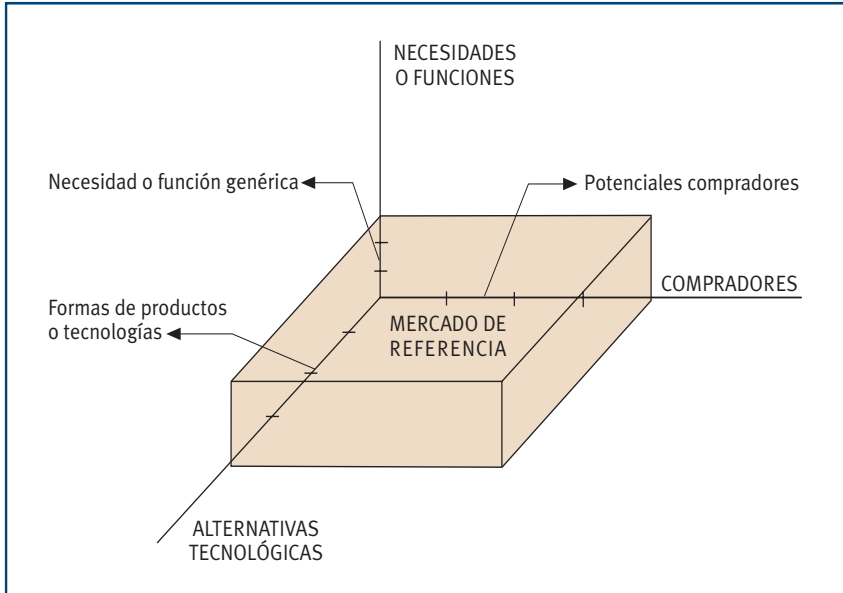 NECESIDADES
O FUNCIONES
Necesidad o función genérica
Potenciales compradores
COMPRADORES
Formas de productos
o tecnologías
MERCADO DE
REFERENCIA
ALTERNATIVAS
TECNOLÓGICAS